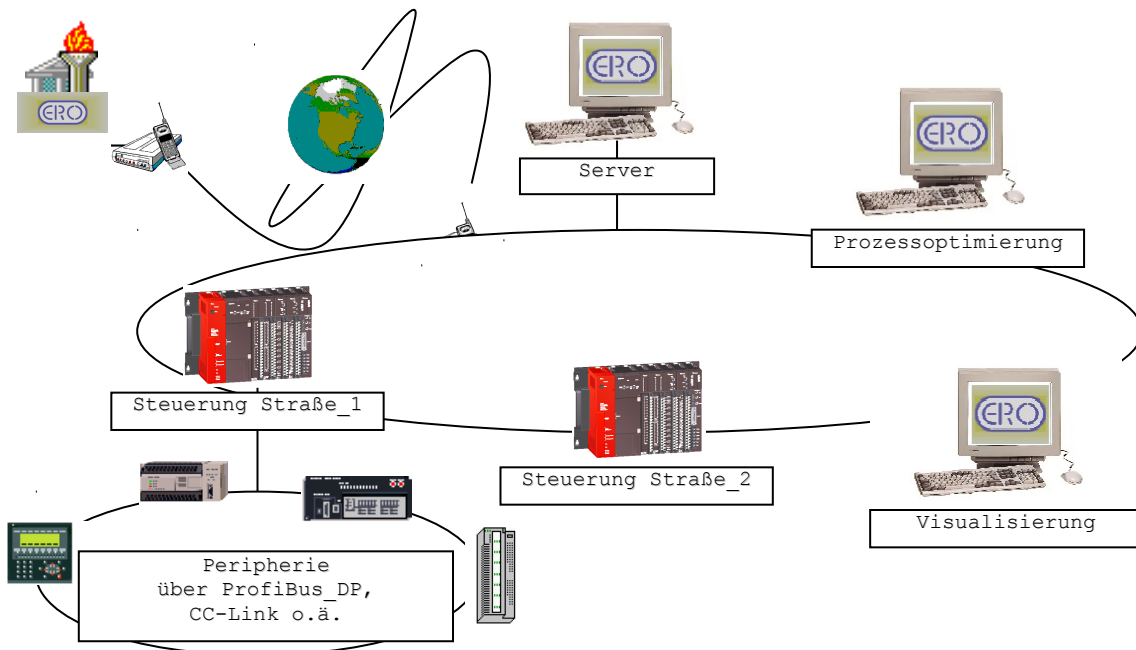 ERO
ERO
Server
ERO
Prozessoptimierung
Steuerung Straße_1
Steuerung Straße_2
ERO
Visualisierung
Peripherie
über ProfiBus_DP,
CC-Link o.ä.